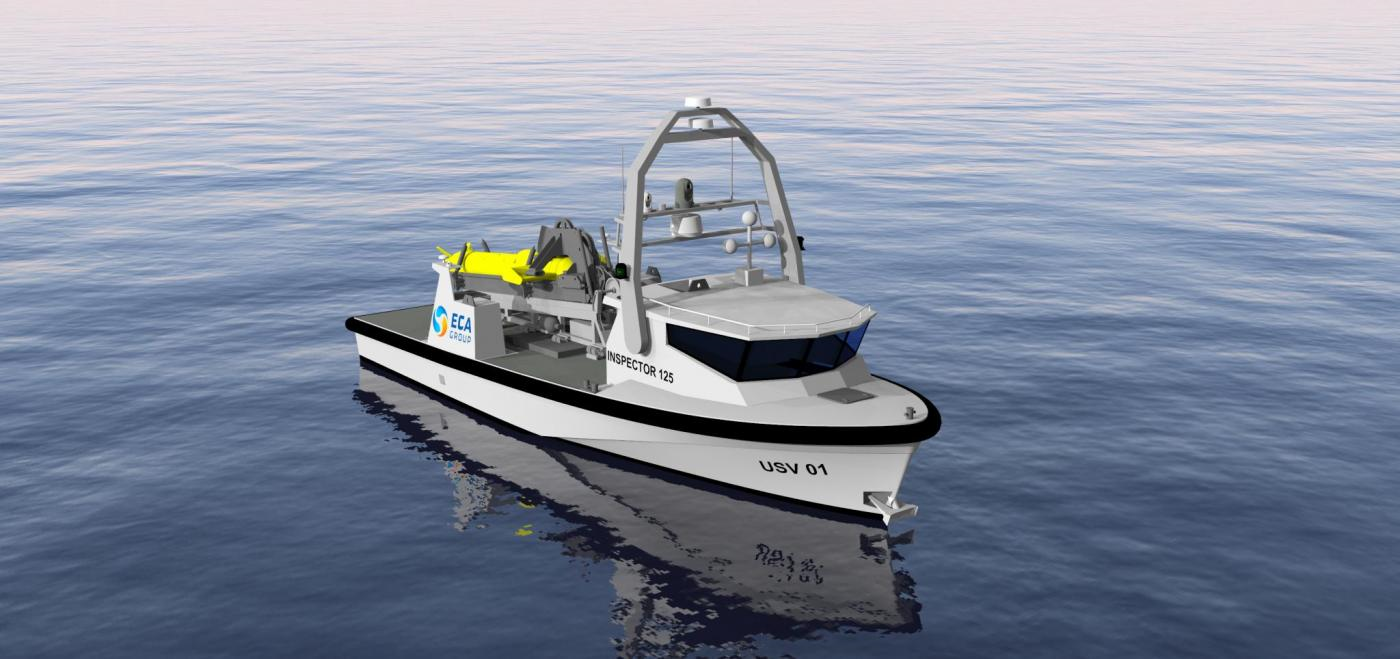 ECA
GROUP
INSPECTOR 125
USV 01